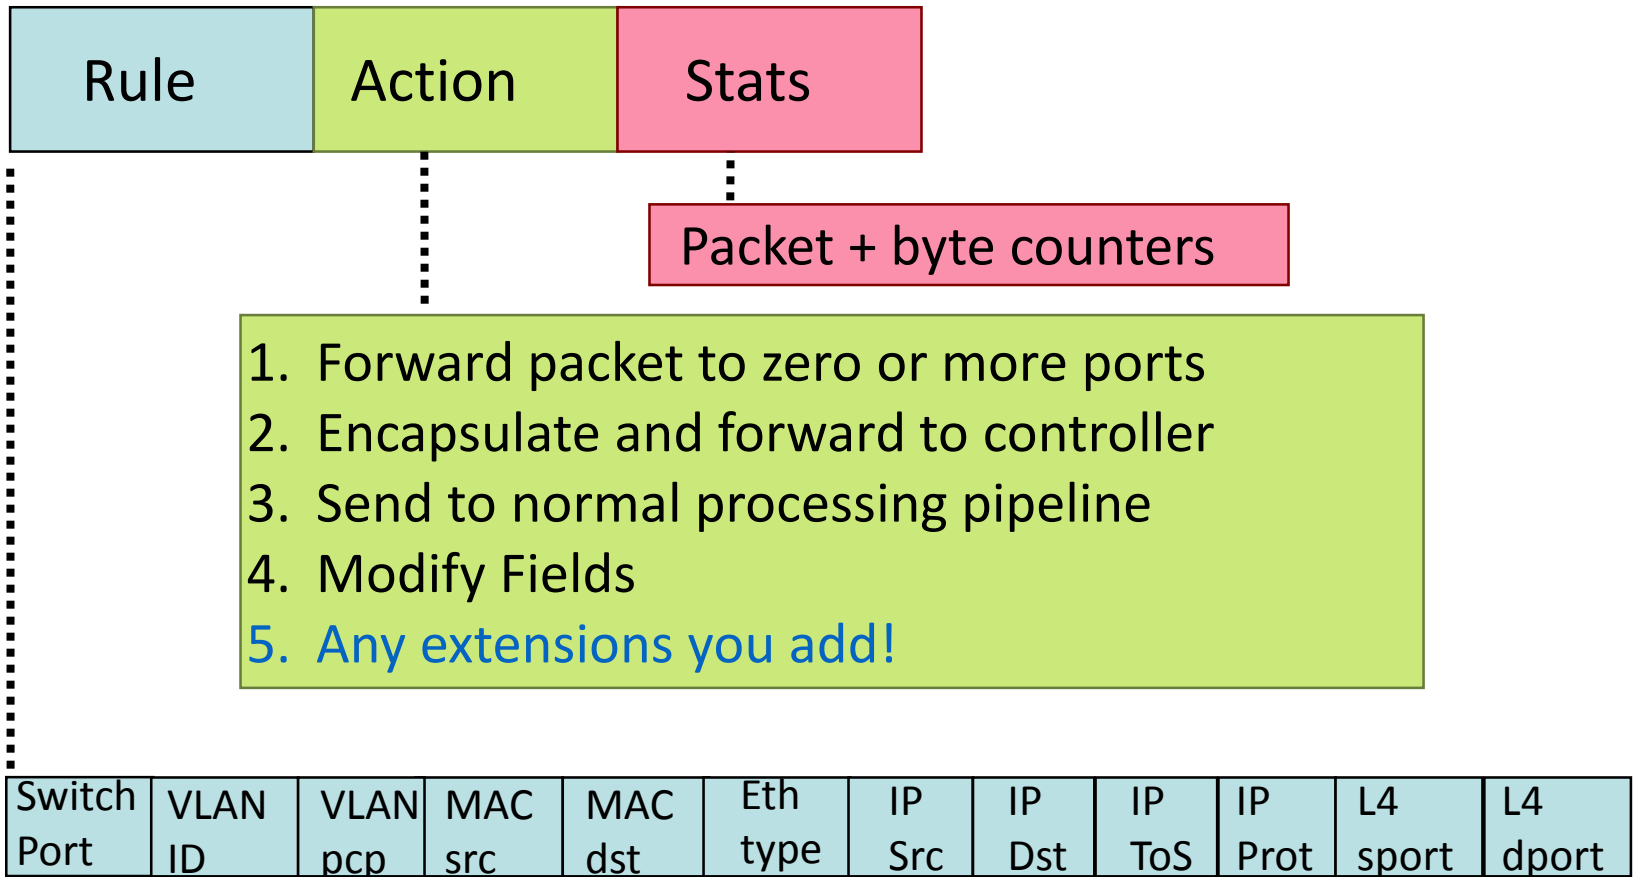 Rule Action Stats
Packet + byte counters
1. Forward packet to zero or more ports
2. Encapsulate and forward to controller
3. Send to normal processing pipeline
4. Modify Fields
5. Any extensions you add!
Switch Port
VLAN ID
VLAN pcp
MAC src
MAC dst
Eth type
IP Src
IP Dst
IP ToS
IP Prot
L4 sport
L4 dport